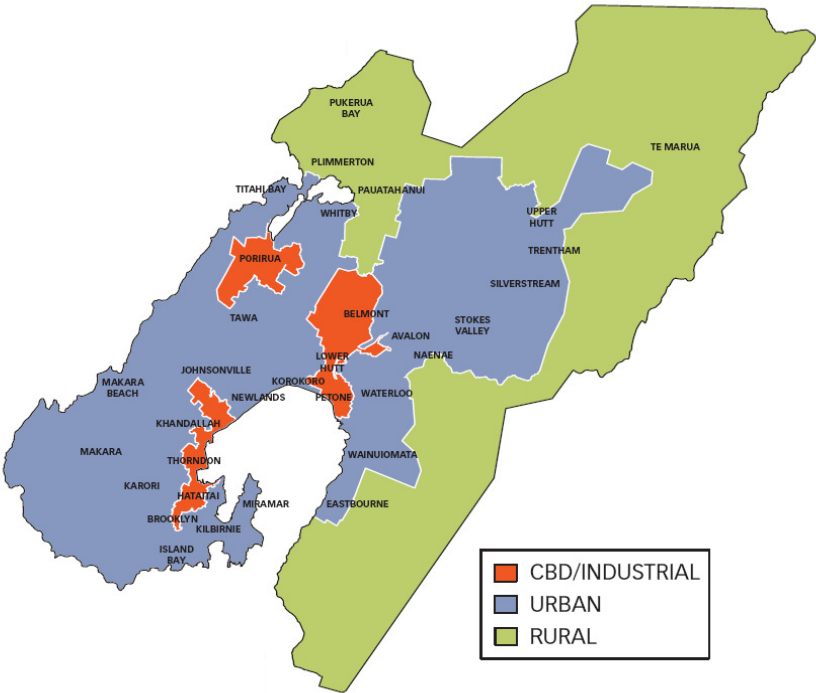 PUKERUA
BAY
TE MARUA
PLIMMERTON
TITAHI BAY
PAUATAHANUI
WHITBY
UPPER
HUTT
TRENTHAM
PORIRUA
SILVERSTREAM
BELMONT
TAWA
STOKES
VALLEY
AVALON
LOWER
HUTT
NAENAE
JOHNSONVILLE
KOROKORO
MAKARA
BEACH
NEWLANDS
PETONE
WATERLOO
KHANDALLAH
MAKARA
THORNDON
WAINUIOMATA
KARORI
HATAITAI
MIRAMAR
EASTBOURNE
BROOKLYN
KILBIRNIE
ISLAND
BAY
CBD/INDUSTRIAL
URBAN
RURAL